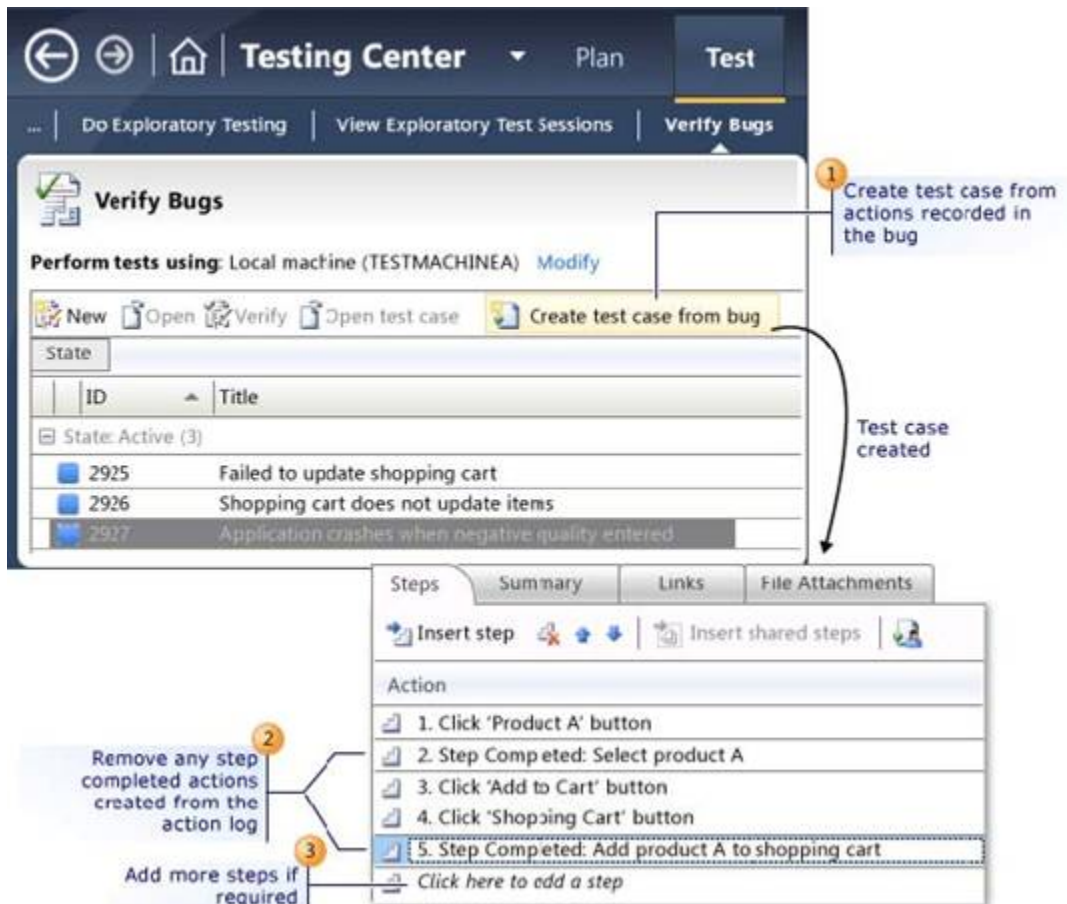 Testing Center Plan Test
... Do Exploratory Testing View Exploratory Test Sessions Verify Bugs
Verify Bugs
Perform tests using: Local machine (TESTMACHINEA) Modify
New Open Verify Open test case Create test case from bug
State
ID Title
State: Active (3)
2925 Failed to update shopping cart
2926 Shopping cart does not update items
2927 Application crashes when negative quality entered
1
Create test case from
actions recorded in
the bug
Test case
created
Steps Summary Links File Attachments
Insert step Insert shared steps
Action
1. Click 'Product A' button
2. Step Completed: Select product A
3. Click 'Add to Cart' button
4. Click 'Shopping Cart' button
5. Step Completed: Add product A to shopping cart
Click here to add a step
2
Remove any step
completed actions
created from the
action log
3
Add more steps if
required